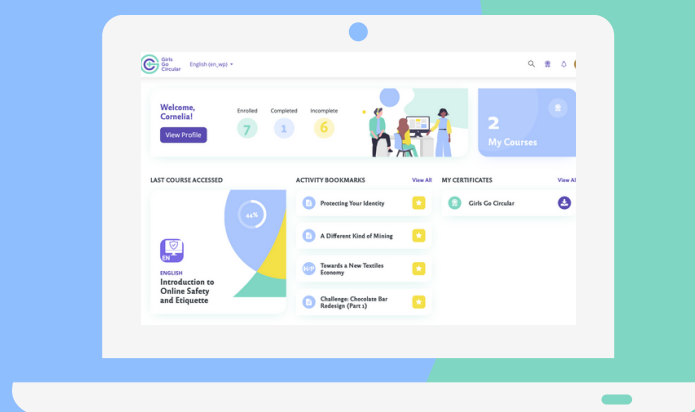 Girls
Go
Circular
English (en_wp)
Welcome,
Cornelia!
View Profile
Enrolled
Completed
Incomplete
7
1
6
2
My Courses
LAST COURSE ACCESSED
44%
EN
ENGLISH
Introduction to
Online Safety
and Etiquette
ACTIVITY BOOKMARKS
View All
Protecting Your Identity
A Different Kind of Mining
Towards a New Textiles
Economy
Challenge: Chocolate Bar
Redesign (Part 1)
MY CERTIFICATES
View Al
Girls Go Circular